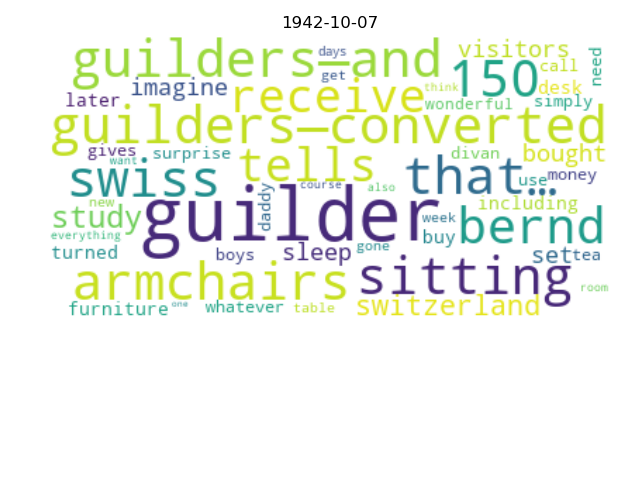 1942-10-07
guilders—and
days
visitors
need
get
150
call
imagine
receive
think
desk
later
wonderful
simply
guilders—converted
gives
surprise
tells
divan
bought
want
swiss
daddy
course
also
that…
use
money
new
study
guilder
week
including
everything
buy
bernd
turned
boys
sleep
gone
set
tea
armchairs
sitting
room
furniture
one
whatever
table
switzerland